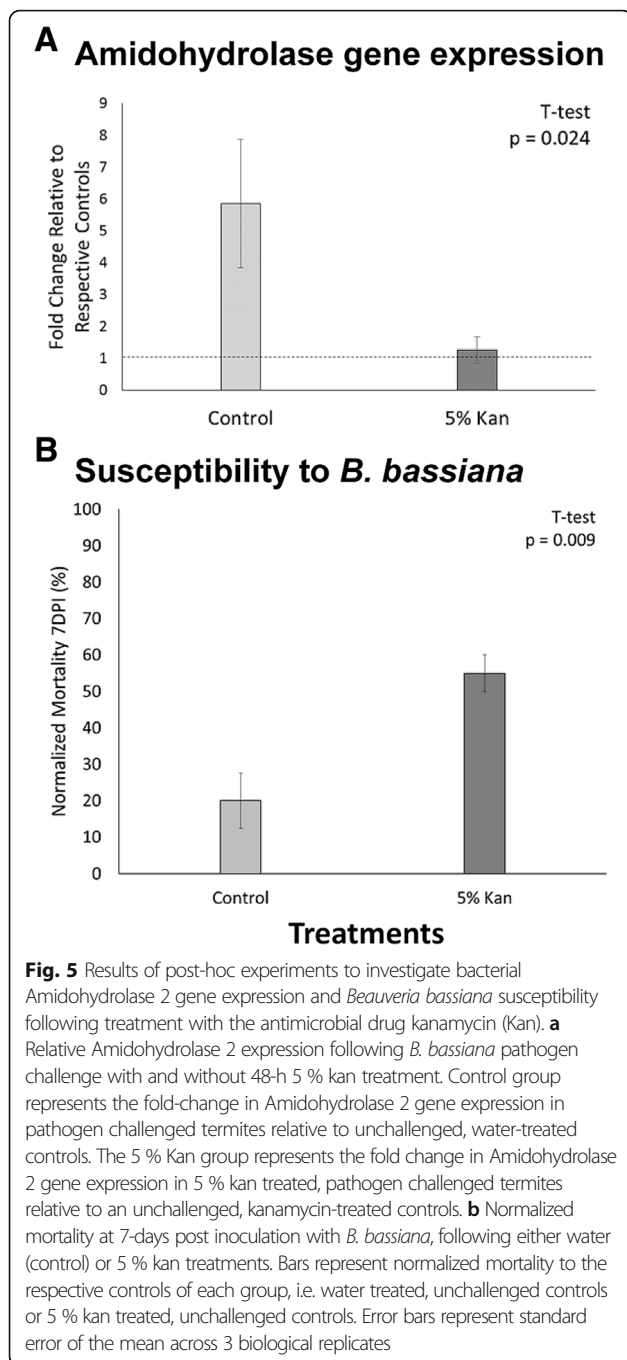 A Amidohydrolase gene expression
9
8
7
6
5
4
3
2
1
0
Fold Change Relative to
Respective Controls
T-test
p = 0.024
Control 5% Kan
B Susceptibility to B. bassiana
100
90
80
70
60
50
40
30
20
10
0
Normalized Mortality 7DPI (%)
T-test
p = 0.009
Control 5% Kan
Treatments
Fig. 5 Results of post-hoc experiments to investigate bacterial
Amidohydrolase 2 gene expression and Beauveria bassiana susceptibility
following treatment with the antimicrobial drug kanamycin (Kan). a
Relative Amidohydrolase 2 expression following B. bassiana pathogen
challenge with and without 48-h 5 % kan treatment. Control group
represents the fold-change in Amidohydrolase 2 gene expression in
pathogen challenged termites relative to unchallenged, water-treated
controls. The 5 % Kan group represents the fold change in Amidohydrolase
2 gene expression in 5 % kan treated, pathogen challenged termites
relative to an unchallenged, kanamycin-treated controls. b Normalized
mortality at 7-days post inoculation with B. bassiana, following either water
(control) or 5 % kan treatments. Bars represent normalized mortality to the
respective controls of each group, i.e. water treated, unchallenged controls
or 5 % kan treated, unchallenged controls. Error bars represent standard
error of the mean across 3 biological replicates